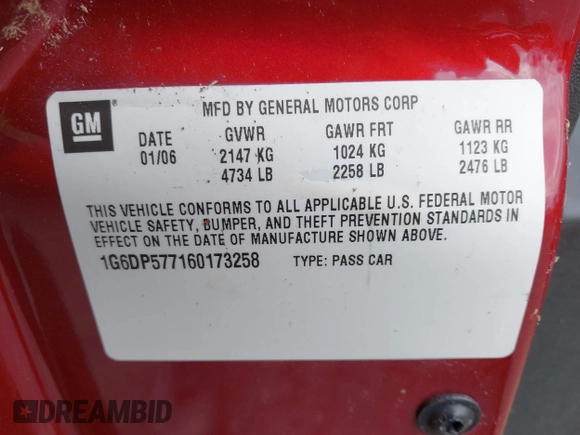 GM
MFD BY GENERAL MOTORS CORP
DATE GVWR GAWR FRT GAWR RR
01/06 2147 KG 1024 KG 1123 KG
4734 LB 2258 LB 2476 LB
THIS VEHICLE CONFORMS TO ALL APPLICABLE U.S. FEDERAL MOTOR
VEHICLE SAFETY, BUMPER, AND THEFT PREVENTION STANDARDS IN
EFFECT ON THE DATE OF MANUFACTURE SHOWN ABOVE.
1G6DP577160173258 TYPE: PASS CAR
DREAMBID